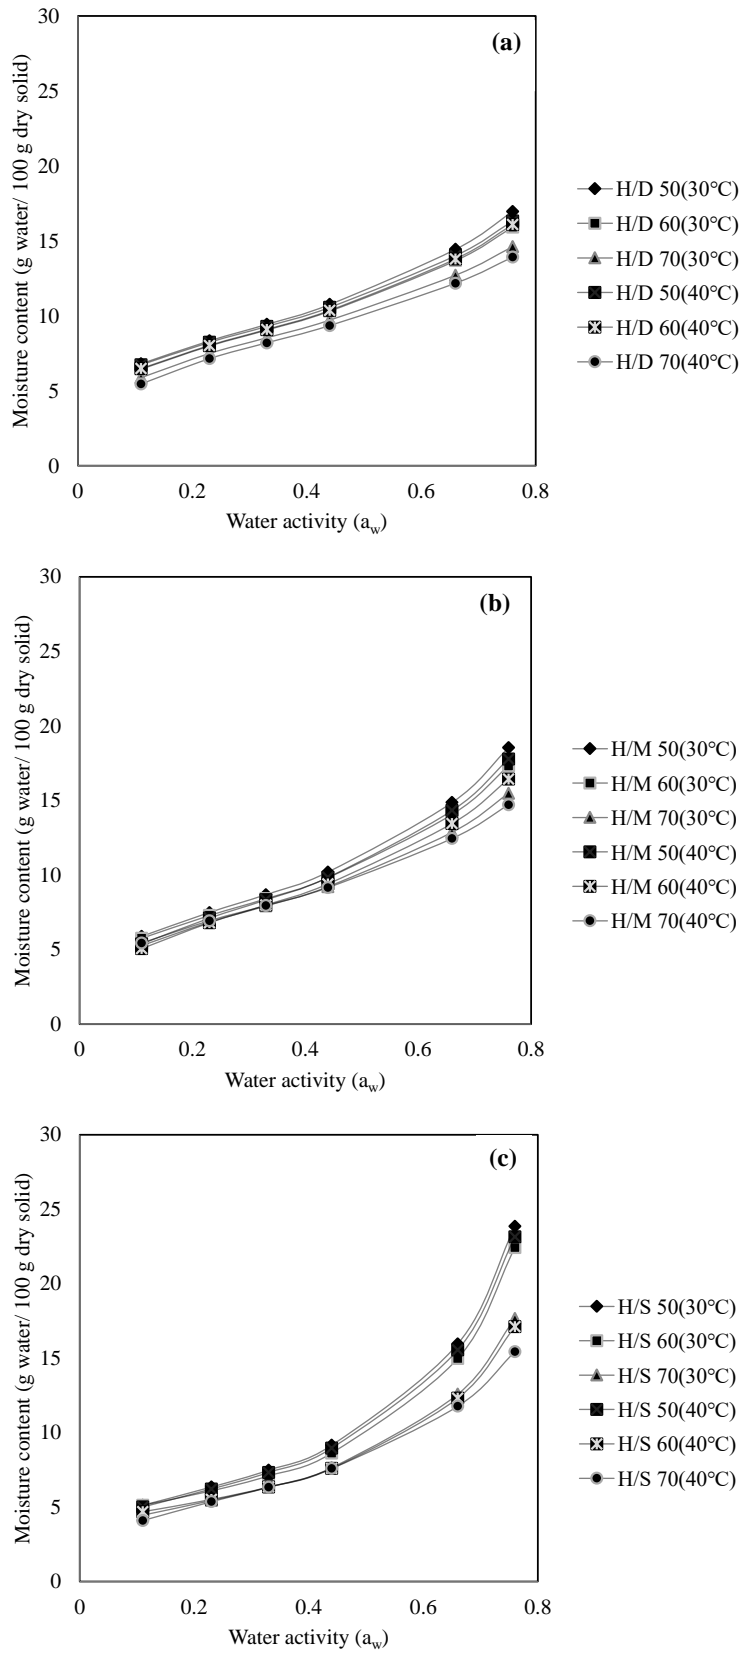 (a)
Moisture content (g water/ 100 g dry solid)
30
25
20
15
10
5
0
0 0.2 0.4 0.6 0.8
Water activity (aw)
H/D 50(30°C)
H/D 60(30°C)
H/D 70(30°C)
H/D 50(40°C)
H/D 60(40°C)
H/D 70(40°C)
(b)
Moisture content (g water/ 100 g dry solid)
30
25
20
15
10
5
0
0 0.2 0.4 0.6 0.8
Water activity (aw)
H/M 50(30°C)
H/M 60(30°C)
H/M 70(30°C)
H/M 50(40°C)
H/M 60(40°C)
H/M 70(40°C)
(c)
Moisture content (g water/ 100 g dry solid)
30
25
20
15
10
5
0
0 0.2 0.4 0.6 0.8
Water activity (aw)
H/S 50(30°C)
H/S 60(30°C)
H/S 70(30°C)
H/S 50(40°C)
H/S 60(40°C)
H/S 70(40°C)